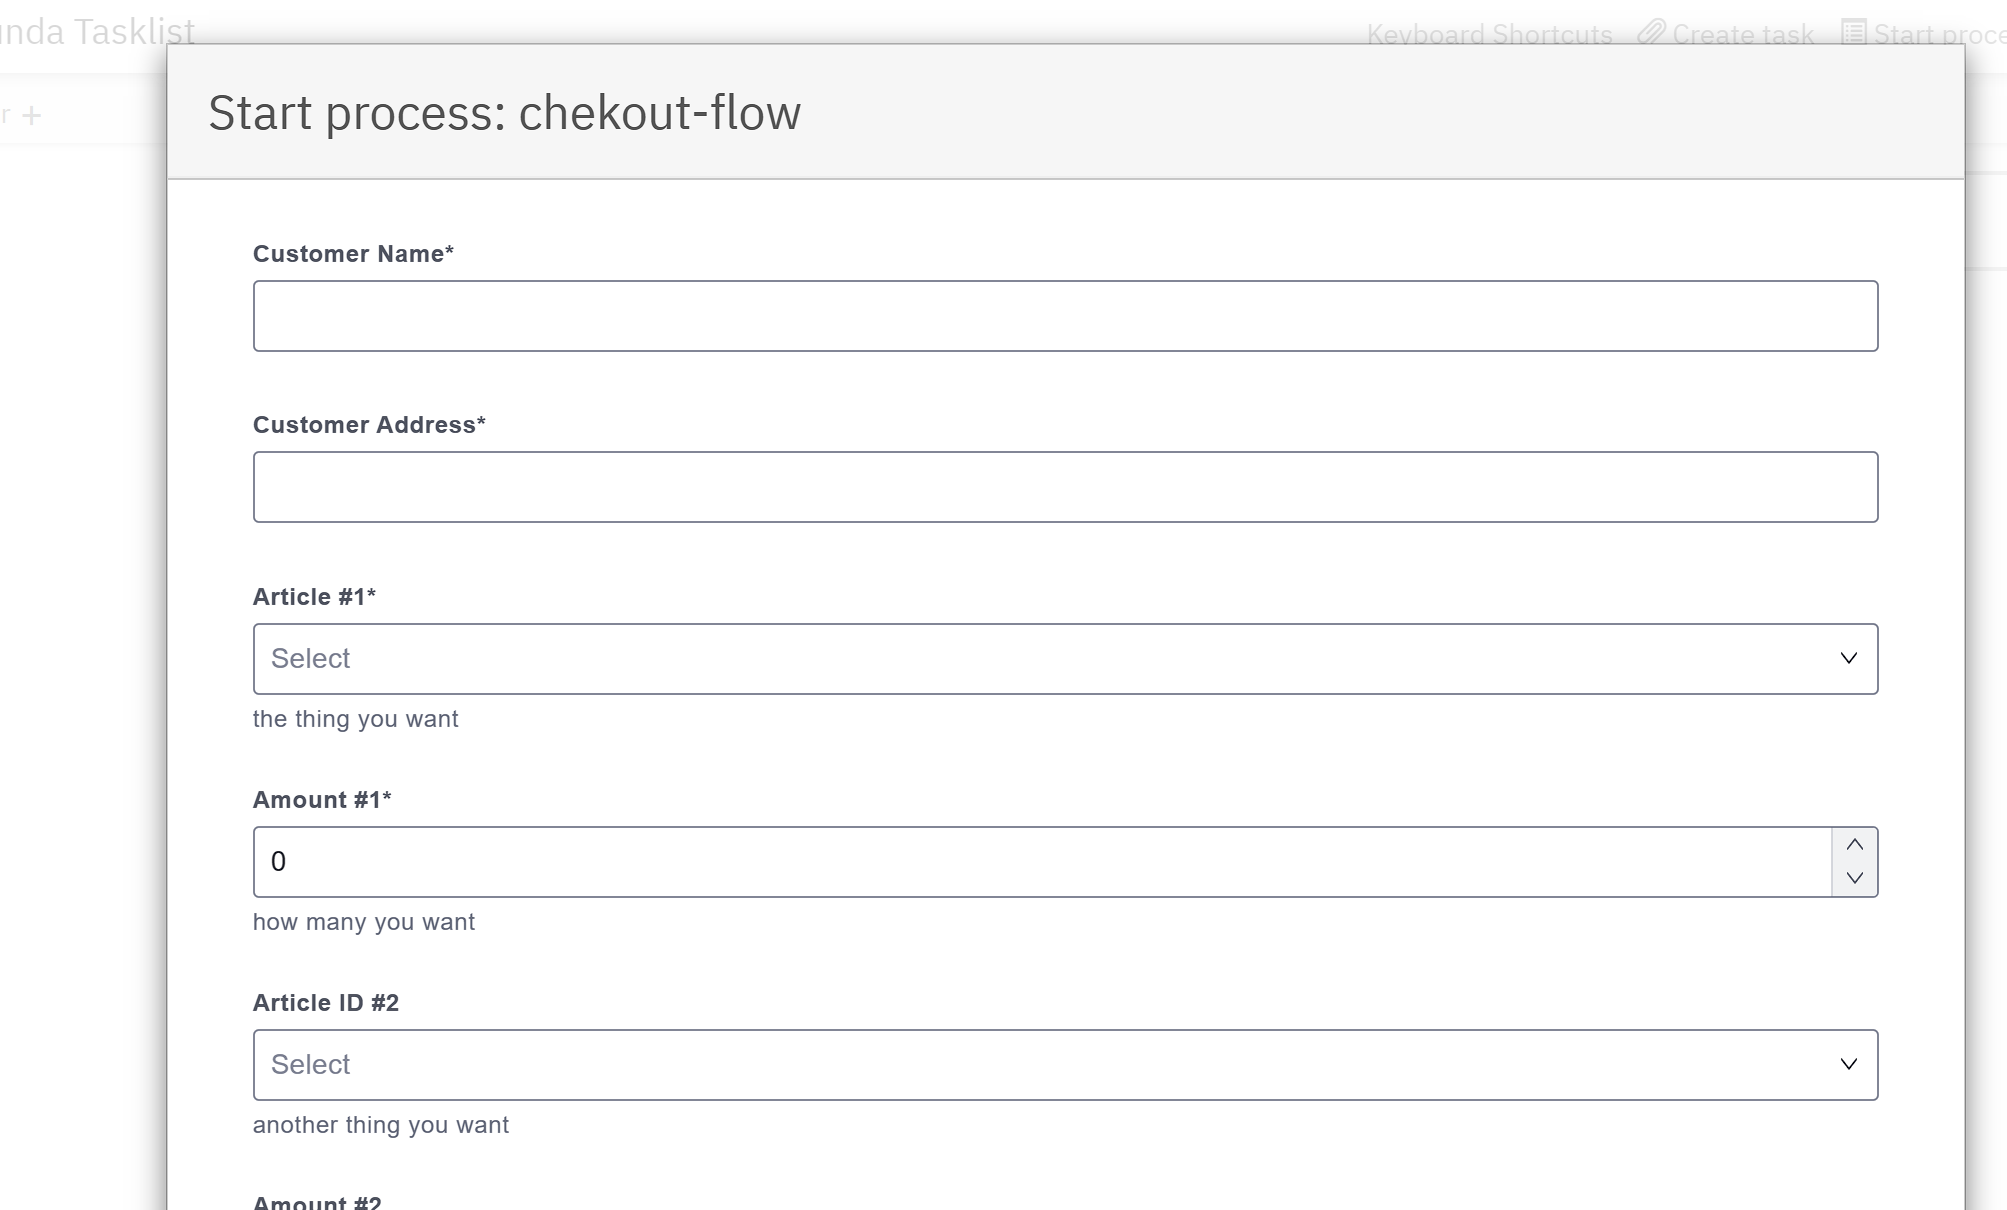 Tasklist
Keyboard Shortcuts Create task Start
Start process: chekout-flow
Customer Name*
Customer Address*
Article #1*
Select
the thing you want
Amount #1*
0
how many you want
Article ID #2
Select
another thing you want
Amount #2